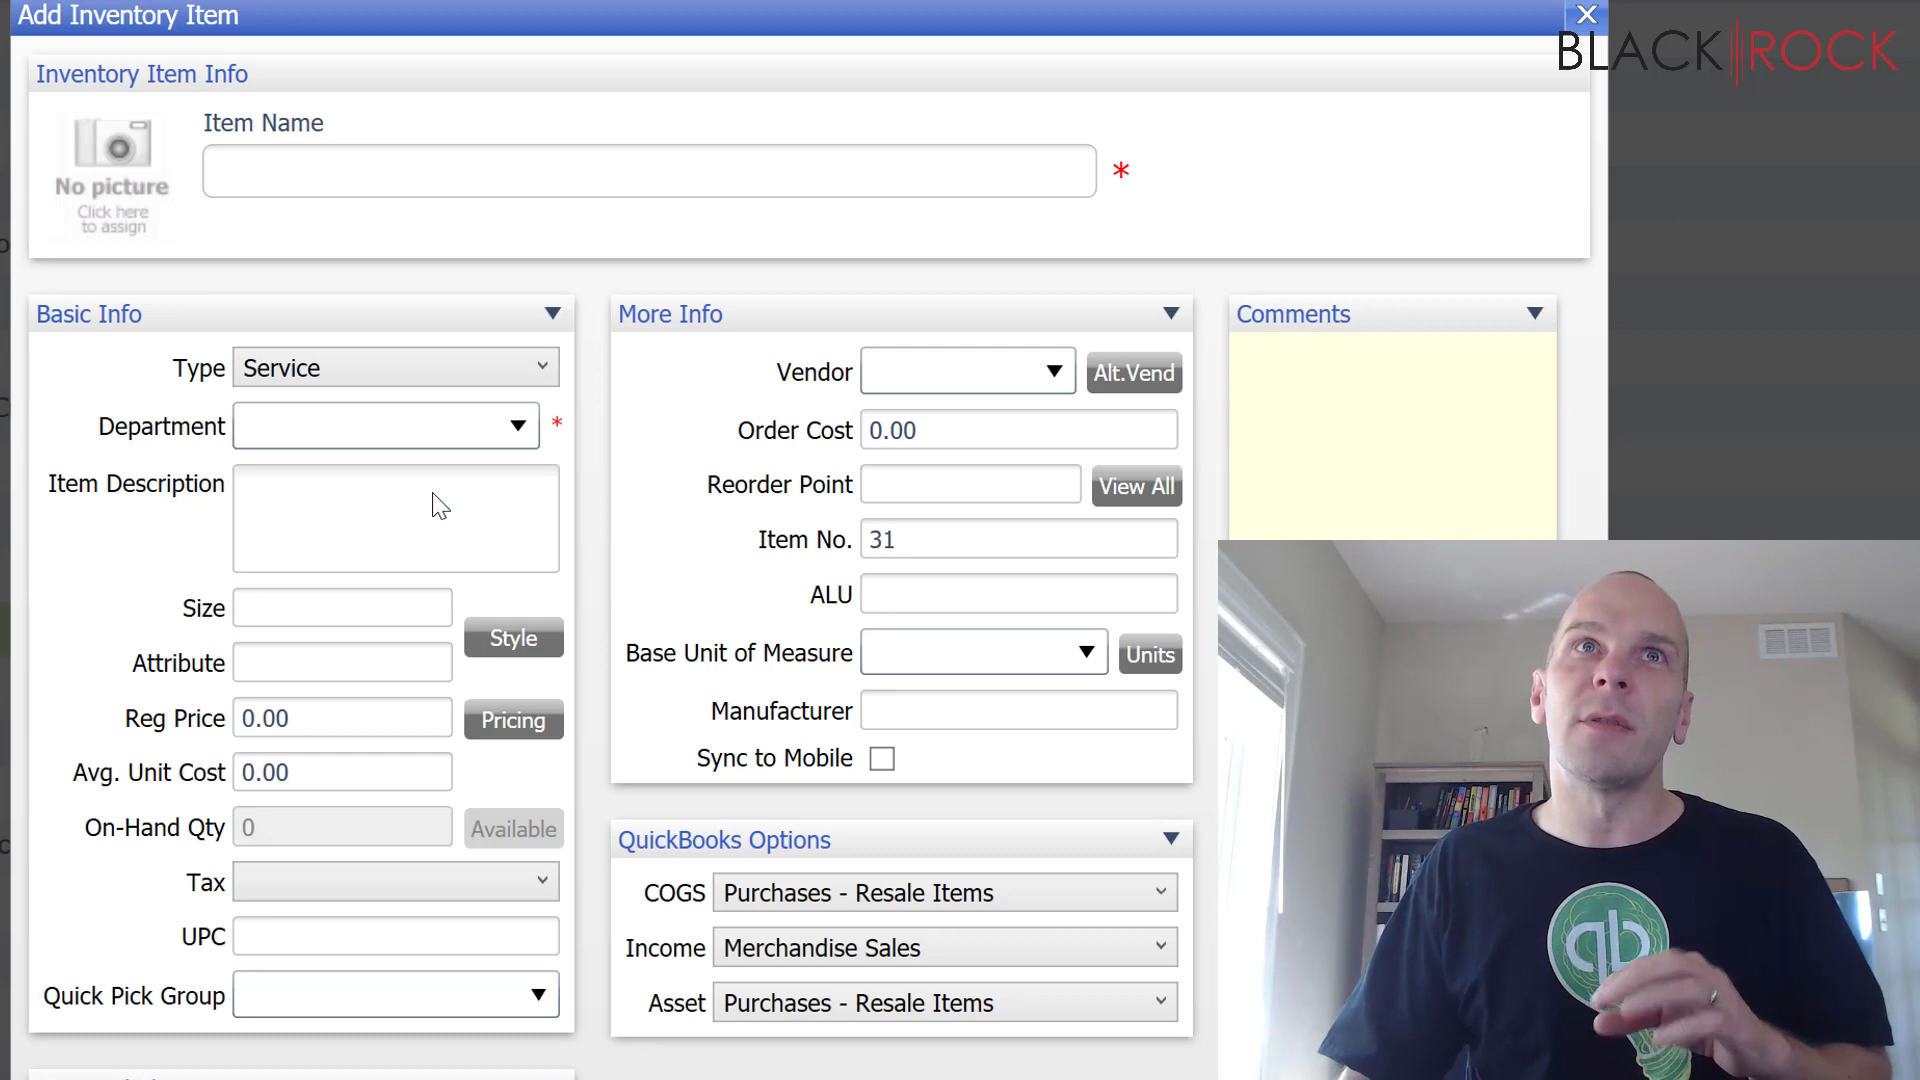 Add Inventory Item
BLACK ROCK
Inventory Item Info
Item Name
No picture
Click here
to assign
*
Basic Info
Type Service
Department *
Item Description
Size
Style
Attribute
Reg Price 0.00 Pricing
Avg. Unit Cost 0.00
On-Hand Qty 0 Available
Tax
UPC
Quick Pick Group
More Info
Vendor Alt.Vend
Order Cost 0.00
Reorder Point View All
Item No. 31
ALU
Base Unit of Measure Units
Manufacturer
Sync to Mobile
QuickBooks Options
COGS Purchases - Resale Items
Income Merchandise Sales
Asset Purchases - Resale Items
Comments
qb